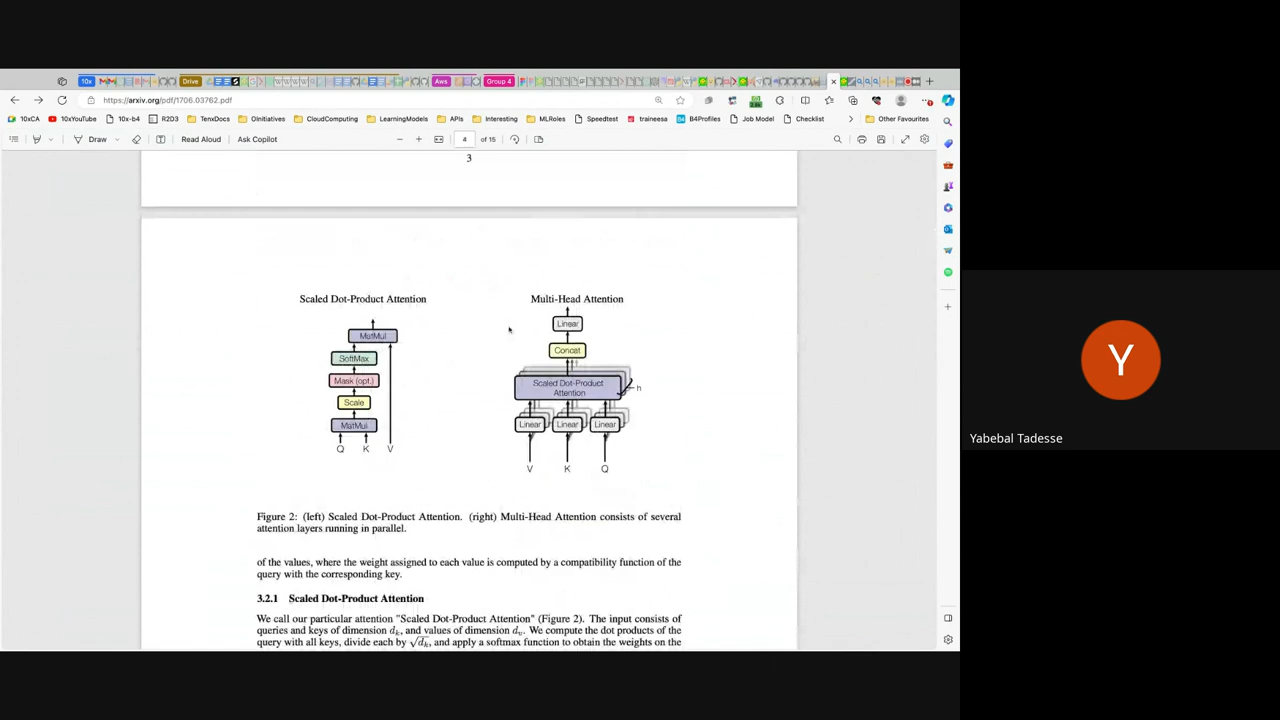 10x
Drive
Aws
Group 4
https://arxiv.org/pdf/1706.03762.pdf
10xCA
10xYouTube
10x-b4
R2D3
TenxDocs
OInitiatives
CloudComputing
LearningModels
APIs
Interesting
MLRoles
Speedtest
traineesa
B4Profiles
Job Model
Checklist
Other Favourites
Draw
Read Aloud
Ask Copilot
4
of 15
3
Scaled Dot-Product Attention
MatMul
SoftMax
Mask (opt.)
Scale
MatMul
Q K V
Multi-Head Attention
Linear
Concat
Scaled Dot-Product
Attention
h
Linear Linear Linear
V K Q
Figure 2: (left) Scaled Dot-Product Attention. (right) Multi-Head Attention consists of several
attention layers running in parallel.
of the values, where the weight assigned to each value is computed by a compatibility function of the
query with the corresponding key.
3.2.1 Scaled Dot-Product Attention
We call our particular attention "Scaled Dot-Product Attention" (Figure 2). The input consists of
queries and keys of dimension dk, and values of dimension dv. We compute the dot products of the
query with all keys, divide each by √dk, and apply a softmax function to obtain the weights on the
Y
Yabebal Tadesse